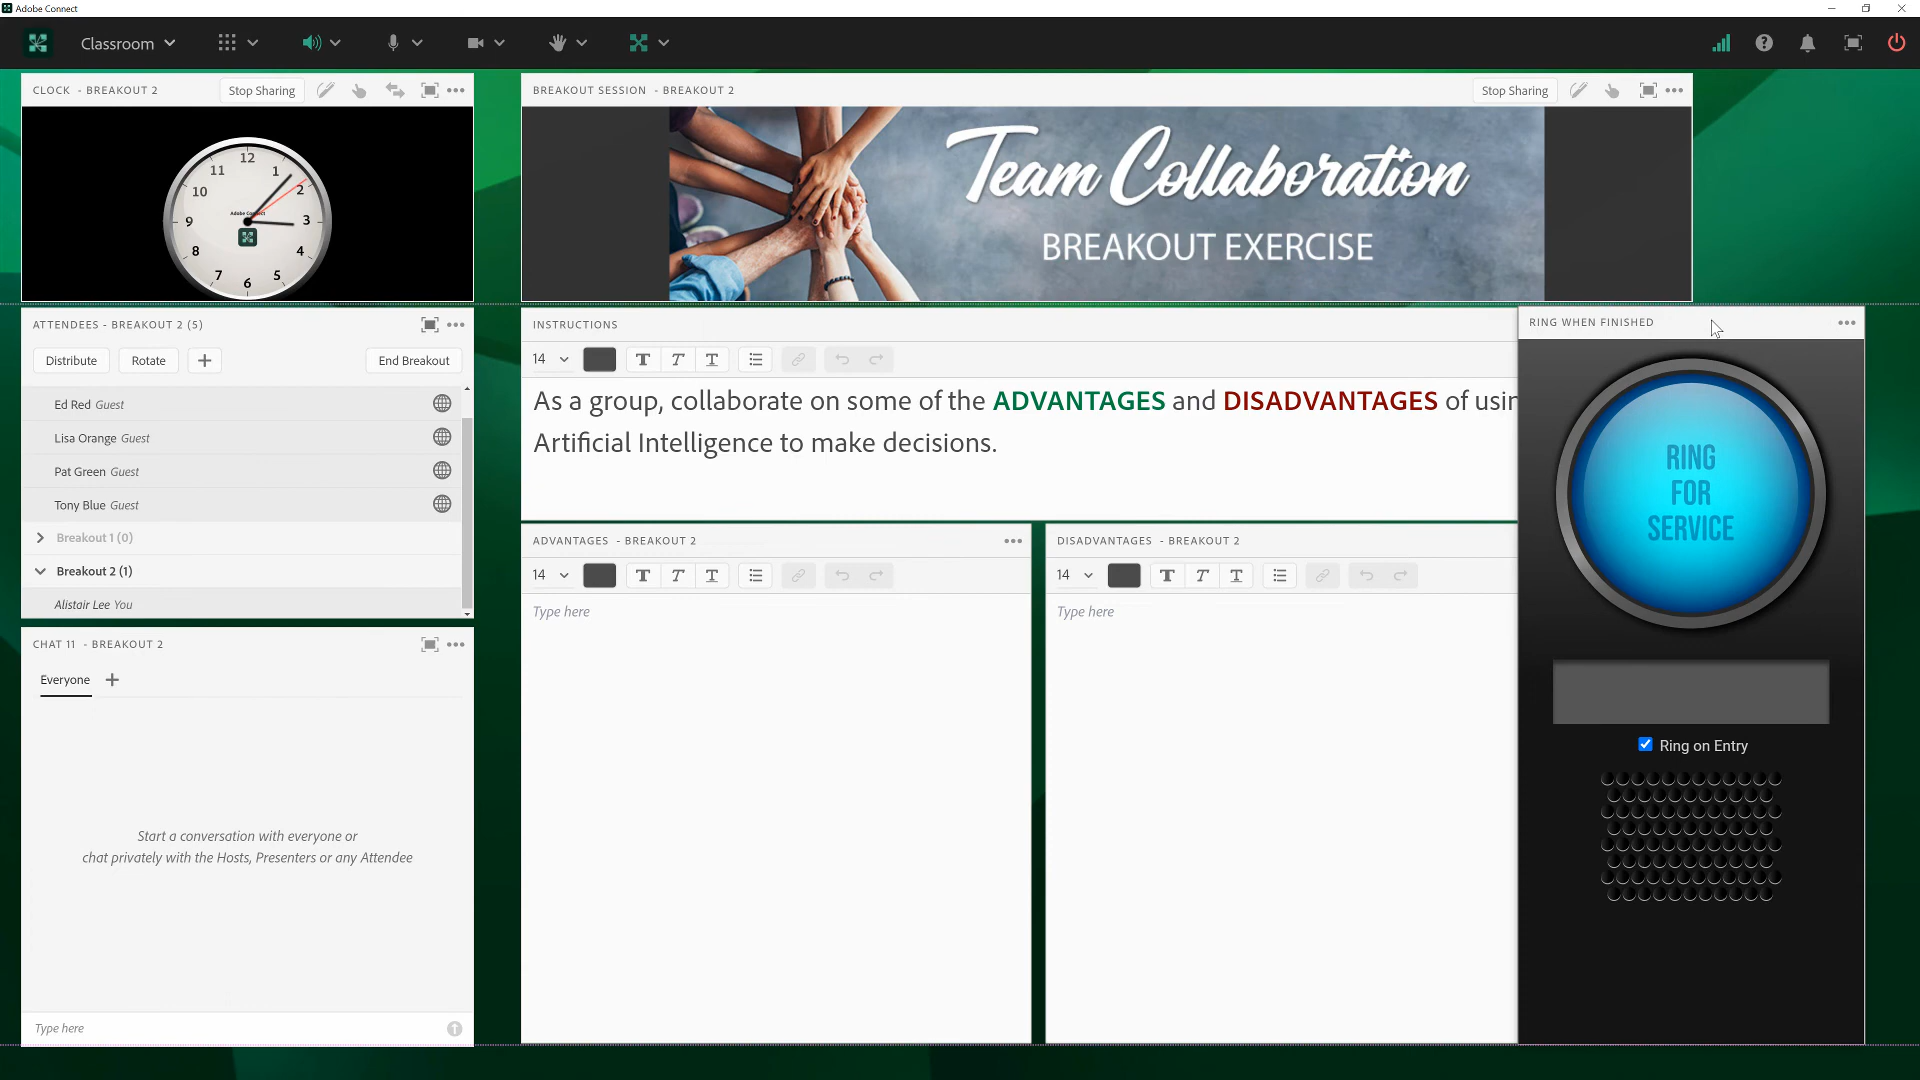 Adobe Connect
Classroom
CLOCK - BREAKOUT 2
Stop Sharing
12
1
2
3
4
5
6
7
8
9
10
11
Adobe Connect
BREAKOUT SESSION - BREAKOUT 2
Stop Sharing
Team Collaboration
BREAKOUT EXERCISE
ATTENDEES - BREAKOUT 2 (5)
Distribute
Rotate
End Breakout
Ed Red Guest
Lisa Orange Guest
Pat Green Guest
Tony Blue Guest
Breakout 1 (0)
Breakout 2 (1)
Alistair Lee You
CHAT 11 - BREAKOUT 2
Everyone
Start a conversation with everyone or
chat privately with the Hosts, Presenters or any Attendee
Type here
INSTRUCTIONS
14
As a group, collaborate on some of the ADVANTAGES and DISADVANTAGES of usin
Artificial Intelligence to make decisions.
ADVANTAGES - BREAKOUT 2
14
Type here
DISADVANTAGES - BREAKOUT 2
14
Type here
RING WHEN FINISHED
RING
FOR
SERVICE
Ring on Entry